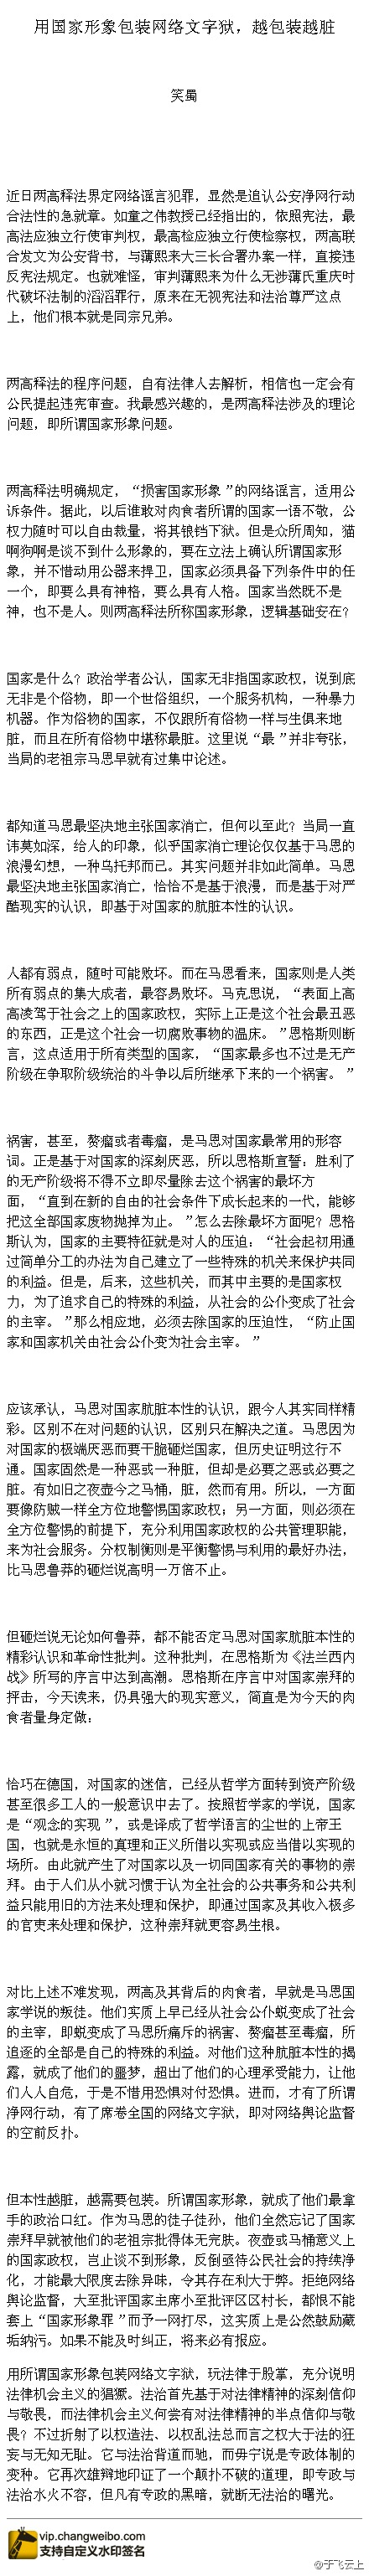 用国家形象包装网络文字狱，越包装越脏
笑蜀
近日两高释法界定网络谣言犯罪，显然是追认公安净网行动
合法性的急就章。如童之伟教授已经指出的，依照宪法，最
高法应独立行使审判权，最高检应独立行使检察权，两高联
合发文为公安背书，与薄熙来大三长合署办案一样，直接违
反宪法规定。也就难怪，审判薄熙来为什么无涉薄氏重庆时
代破坏法制的滔滔罪行，原来在无视宪法和法治尊严这点
上，他们根本就是同宗兄弟。
两高释法的程序问题，自有法律人去解析，相信也一定会有
公民提起违宪审查。我最感兴趣的，是两高释法涉及的理论
问题，即所谓国家形象问题。
两高释法明确规定，“损害国家形象”的网络谣言，适用公
诉条件。据此，以后谁敢对肉食者所谓的国家一语不敬，公
权力随时可以自由裁量，将其锒铛下狱。但是众所周知，猫
啊狗啊是谈不到什么形象的，要在立法上确认所谓国家形
象，并不惜动用公器来捍卫，国家必须具备下列条件中的任
一个，即要么具有神格，要么具有人格。国家当然既不是
神，也不是人。则两高释法所称国家形象，逻辑基础安在？
国家是什么？政治学者公认，国家无非指国家政权，说到底
无非是个俗物，即一个世俗组织，一个服务机构，一种暴力
机器。作为俗物的国家，不仅跟所有俗物一样与生俱来地
脏，而且在所有俗物中堪称最脏。这里说“最”并非夸张，
当局的老祖宗马恩早就有过集中论述。
都知道马恩最坚决地主张国家消亡，但何以至此？当局一直
讳莫如深，给人的印象，似乎国家消亡理论仅仅基于马恩的
浪漫幻想，一种乌托邦而已。其实问题并非如此简单。马恩
最坚决地主张国家消亡，恰恰不是基于浪漫，而是基于对严
酷现实的认识，即基于对国家的肮脏本性的认识。
人都有弱点，随时可能败坏。而在马恩看来，国家则是人类
所有弱点的集大成者，最容易败坏。马克思说，“表面上高
高凌驾于社会之上的国家政权，实际上正是这个社会最丑恶
的东西，正是这个社会一切腐败事物的温床。”恩格斯则断
言，这点适用于所有类型的国家，“国家最多也不过是无产
阶级在争取阶级统治的斗争以后所继承下来的一个祸害。”
祸害，甚至，赘瘤或者毒瘤，是马恩对国家最常用的形容
词。正是基于对国家的深刻厌恶，所以恩格斯宣誓：胜利了
的无产阶级将不得不立即尽量除去这个祸害的最坏方
面，“直到在新的自由的社会条件下成长起来的一代，能够
把这全部国家废物抛掉为止。”怎么去除最坏方面呢？恩格
斯认为，国家的主要特征就是对人的压迫：“社会起初用通
过简单分工的办法为自己建立了一些特殊的机关来保护共同
的利益。但是，后来，这些机关，而其中主要的是国家权
力，为了追求自己的特殊的利益，从社会的公仆变成了社会
的主宰。”那么相应地，必须去除国家的压迫性，“防止国
家和国家机关由社会公仆变为社会主宰。”
应该承认，马恩对国家肮脏本性的认识，跟今人其实同样精
彩。区别不在对问题的认识，区别只在解决之道。马恩因为
对国家的极端厌恶而要干脆砸烂国家，但历史证明这行不
通。国家固然是一种恶或一种脏，但却是必要之恶或必要之
脏。有如旧之夜壶今之马桶，脏，然而有用。所以，一方面
要像防贼一样全方位地警惕国家政权；另一方面，则必须在
全方位警惕的前提下，充分利用国家政权的公共管理职能，
来为社会服务。分权制衡则是平衡警惕与利用的最好办法，
比马恩鲁莽的砸烂说高明一万倍不止。
但砸烂说无论如何鲁莽，都不能否定马恩对国家肮脏本性的
精彩认识和革命性批判。这种批判，在恩格斯为《法兰西内
战》所写的序言中达到高潮。恩格斯在序言中对国家崇拜的
抨击，今天读来，仍具强大的现实意义，简直是为今天的肉
食者量身定做：
恰巧在德国，对国家的迷信，已经从哲学方面转到资产阶级
甚至很多工人的一般意识中去了。按照哲学家的学说，国家
是“观念的实现”，或是译成了哲学语言的尘世的上帝王
国，也就是永恒的真理和正义所借以实现或应当借以实现的
场所。由此就产生了对国家以及一切同国家有关的事物的崇
拜。由于人们从小就习惯于认为全社会的公共事务和公共利
益只能用旧的方法来处理和保护，即通过国家及其收入极多
的官吏来处理和保护，这种崇拜就更容易生根。
对比上述不难发现，两高及其背后的肉食者，早就是马恩国
家学说的叛徒。他们实质上早已经从社会公仆蜕变成了社会
的主宰，即蜕变成了马恩所痛斥的祸害、赘瘤甚至毒瘤，所
追逐的全部是自己的特殊的利益。对他们这种肮脏本性的揭
露，就成了他们的噩梦，超出了他们的心理承受能力，让他
们人人自危，于是不惜用恐惧对付恐惧。进而，才有了所谓
净网行动，有了席卷全国的网络文字狱，即对网络舆论监督
的空前反扑。
但本性越脏，越需要包装。所谓国家形象，就成了他们最拿
手的政治口红。作为马恩的徒子徒孙，他们全然忘记了国家
崇拜早就被他们的老祖宗批得体无完肤。夜壶或马桶意义上
的国家政权，岂止谈不到形象，反倒亟待公民社会的持续净
化，才能最大限度去除异味，令其存在利大于弊。拒绝网络
舆论监督，大至批评国家主席小至批评区区村长，都恨不能
套上“国家形象罪”而予一网打尽，这实质上是公然鼓励藏
垢纳污。如果不能及时纠正，将来必有报应。
用所谓国家形象包装网络文字狱，玩法律于股掌，充分说明
法律机会主义的猖獗。法治首先基于对法律精神的深刻信仰
与敬畏，而法律机会主义何尝有对法律精神的半点信仰与敬
畏？不过折射了以权造法、以权乱法总而言之权大于法的狂
妄与无知无耻。它与法治背道而驰，而毋宁说是专政体制的
变种。它再次雄辩地印证了一个颠扑不破的道理，即专政与
法治水火不容，但凡有专政的黑暗，就断无法治的曙光。
vip.changweibo.com
支持自定义水印签名
@于飞云上